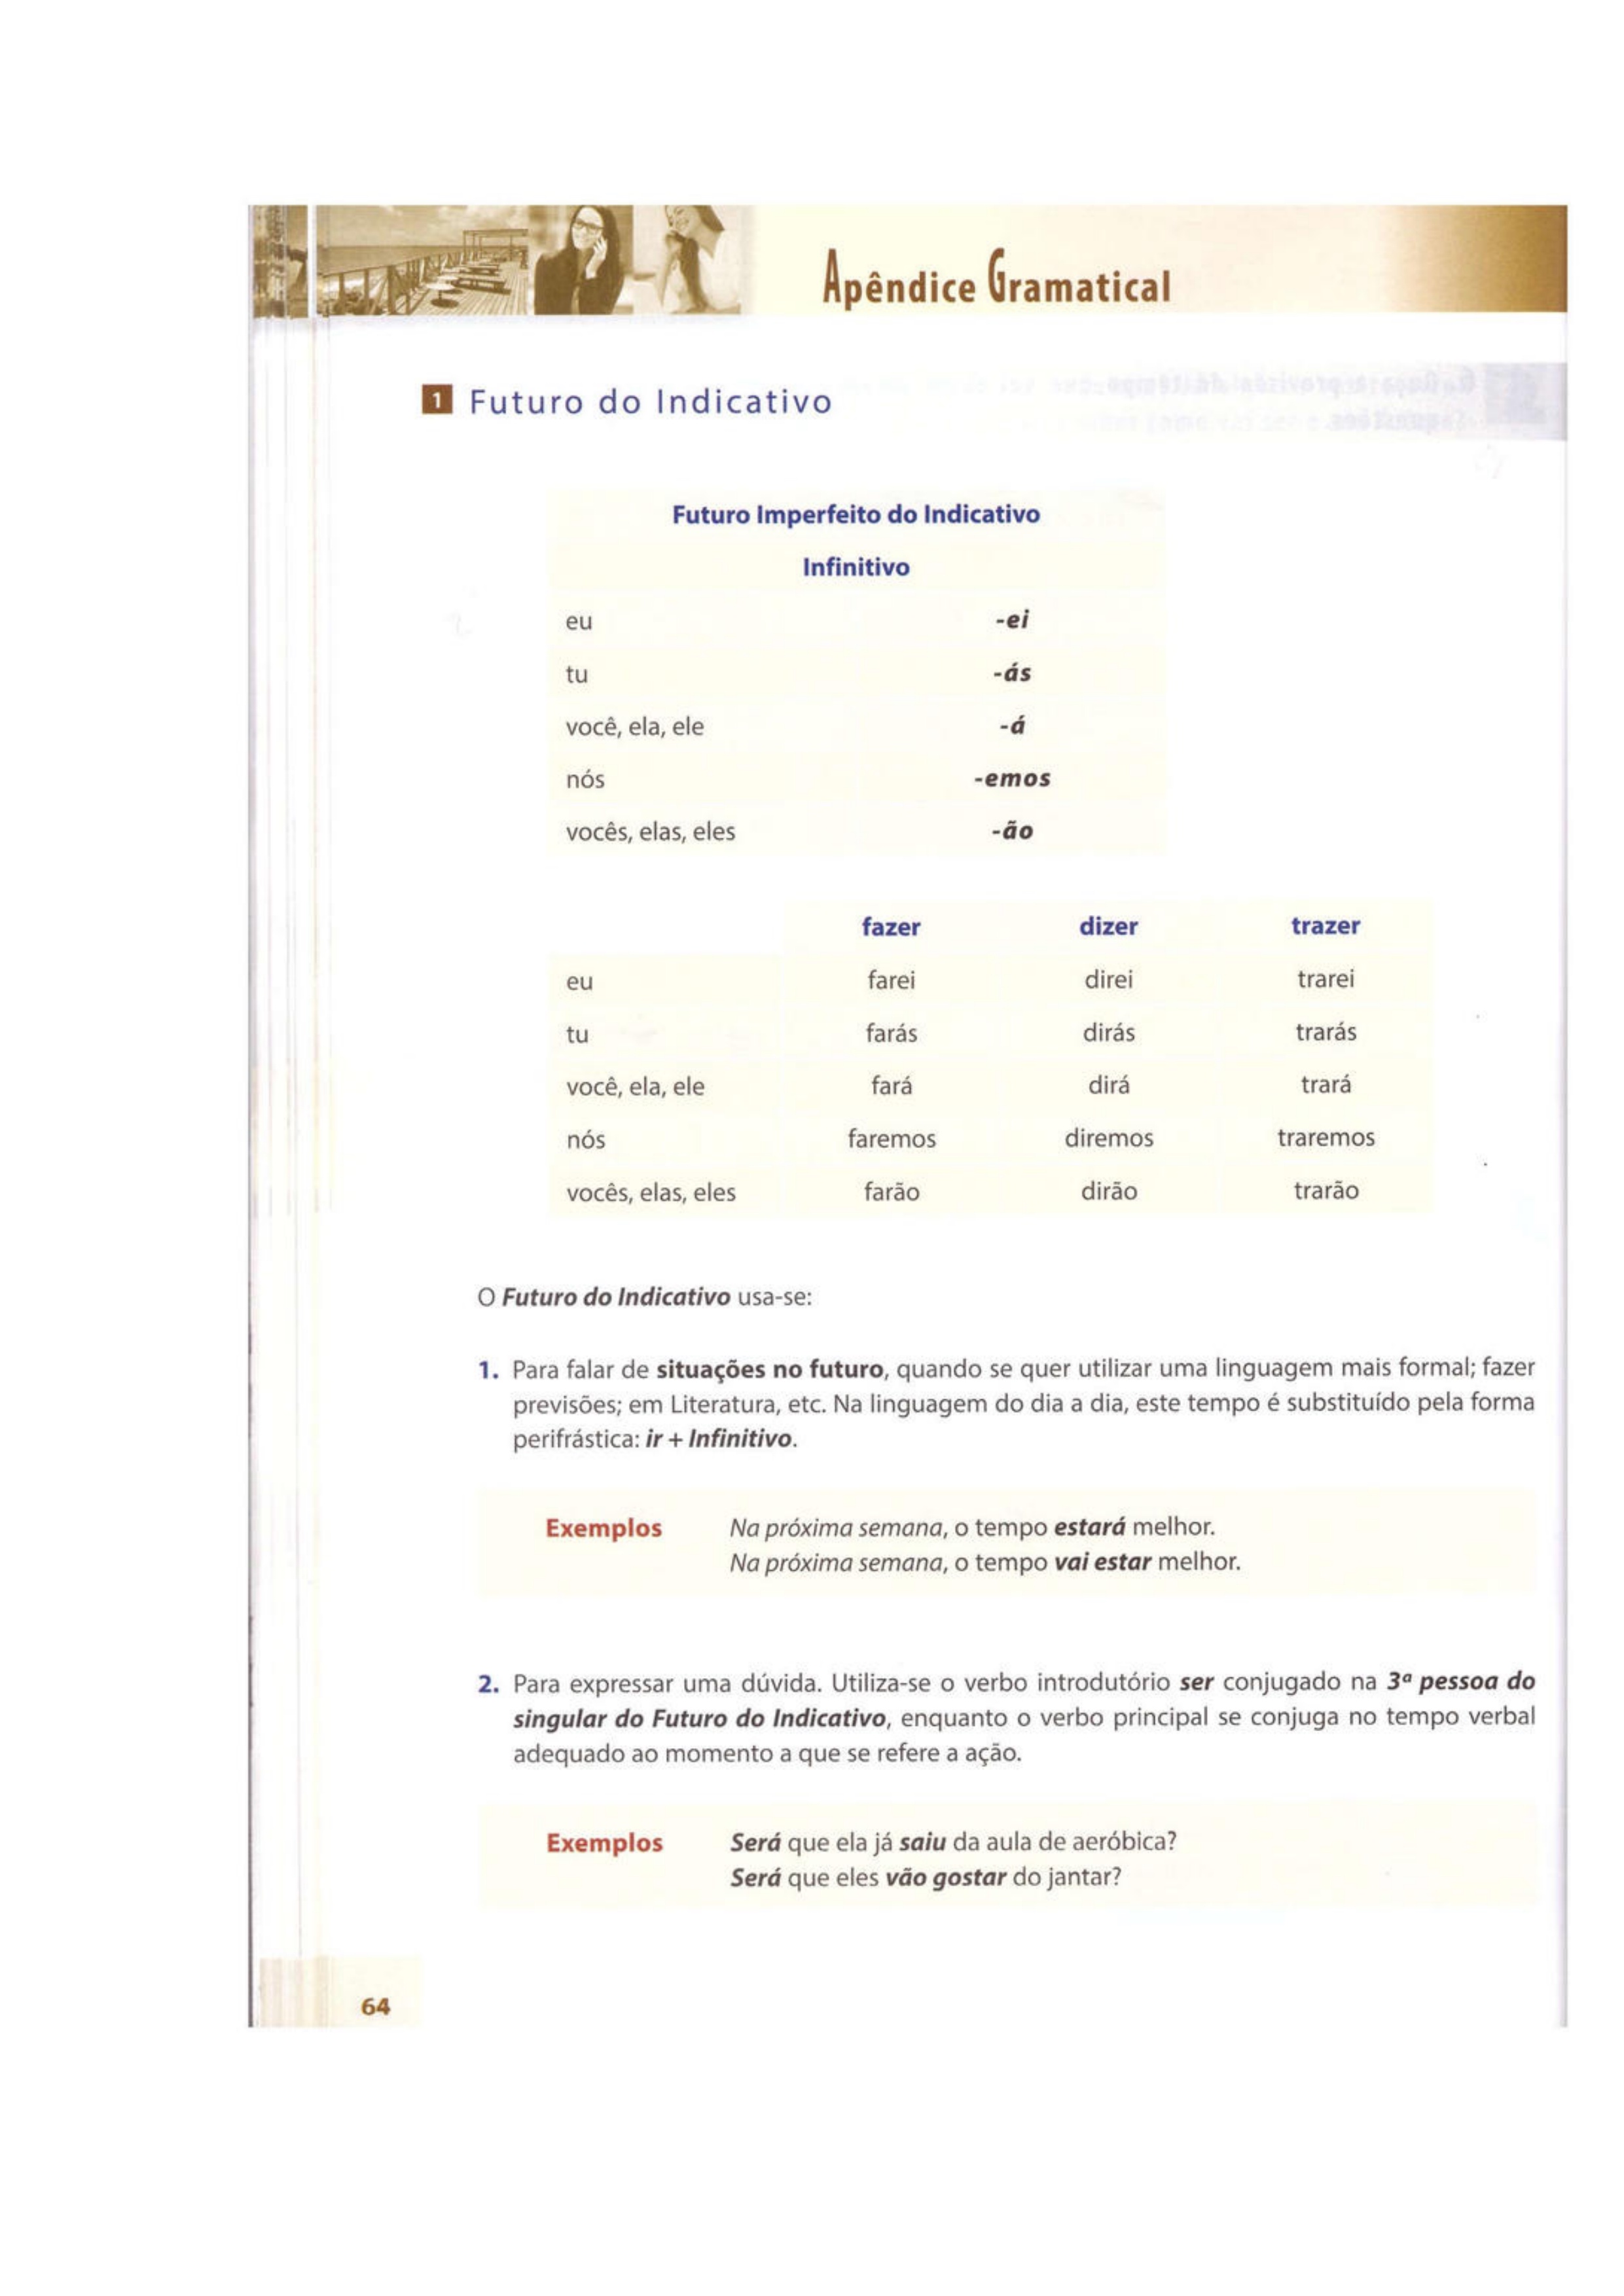 Apêndice Gramatical
1 Futuro do Indicativo
Futuro Imperfeito do Indicativo
Infinitivo
eu -ei
tu -ás
você, ela, ele -á
nós -emos
vocês, elas, eles -ão
fazer dizer trazer
eu farei direi trarei
tu farás dirás trarás
você, ela, ele fará dirá trará
nós faremos diremos traremos
vocês, elas, eles farão dirão trarão
O Futuro do Indicativo usa-se:
1. Para falar de situações no futuro, quando se quer utilizar uma linguagem mais formal; fazer
previsões; em Literatura, etc. Na linguagem do dia a dia, este tempo é substituído pela forma
perifrástica: ir + Infinitivo.
Exemplos Na próxima semana, o tempo estará melhor.
Na próxima semana, o tempo vai estar melhor.
2. Para expressar uma dúvida. Utiliza-se o verbo introdutório ser conjugado na 3ª pessoa do
singular do Futuro do Indicativo, enquanto o verbo principal se conjuga no tempo verbal
adequado ao momento a que se refere a ação.
Exemplos Será que ela já saiu da aula de aeróbica?
Será que eles vão gostar do jantar?
64